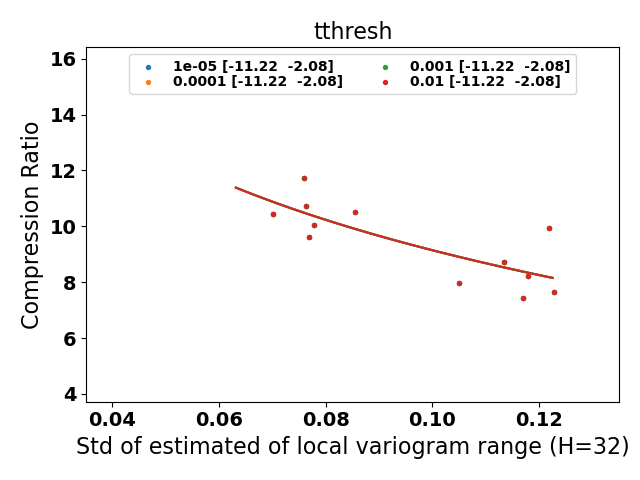 tthresh
1e-05 [-11.22  -2.08]
0.0001 [-11.22  -2.08]
0.001 [-11.22  -2.08]
0.01 [-11.22  -2.08]
Compression Ratio
16
14
12
10
8
6
4
0.04 0.06 0.08 0.10 0.12
Std of estimated of local variogram range (H=32)